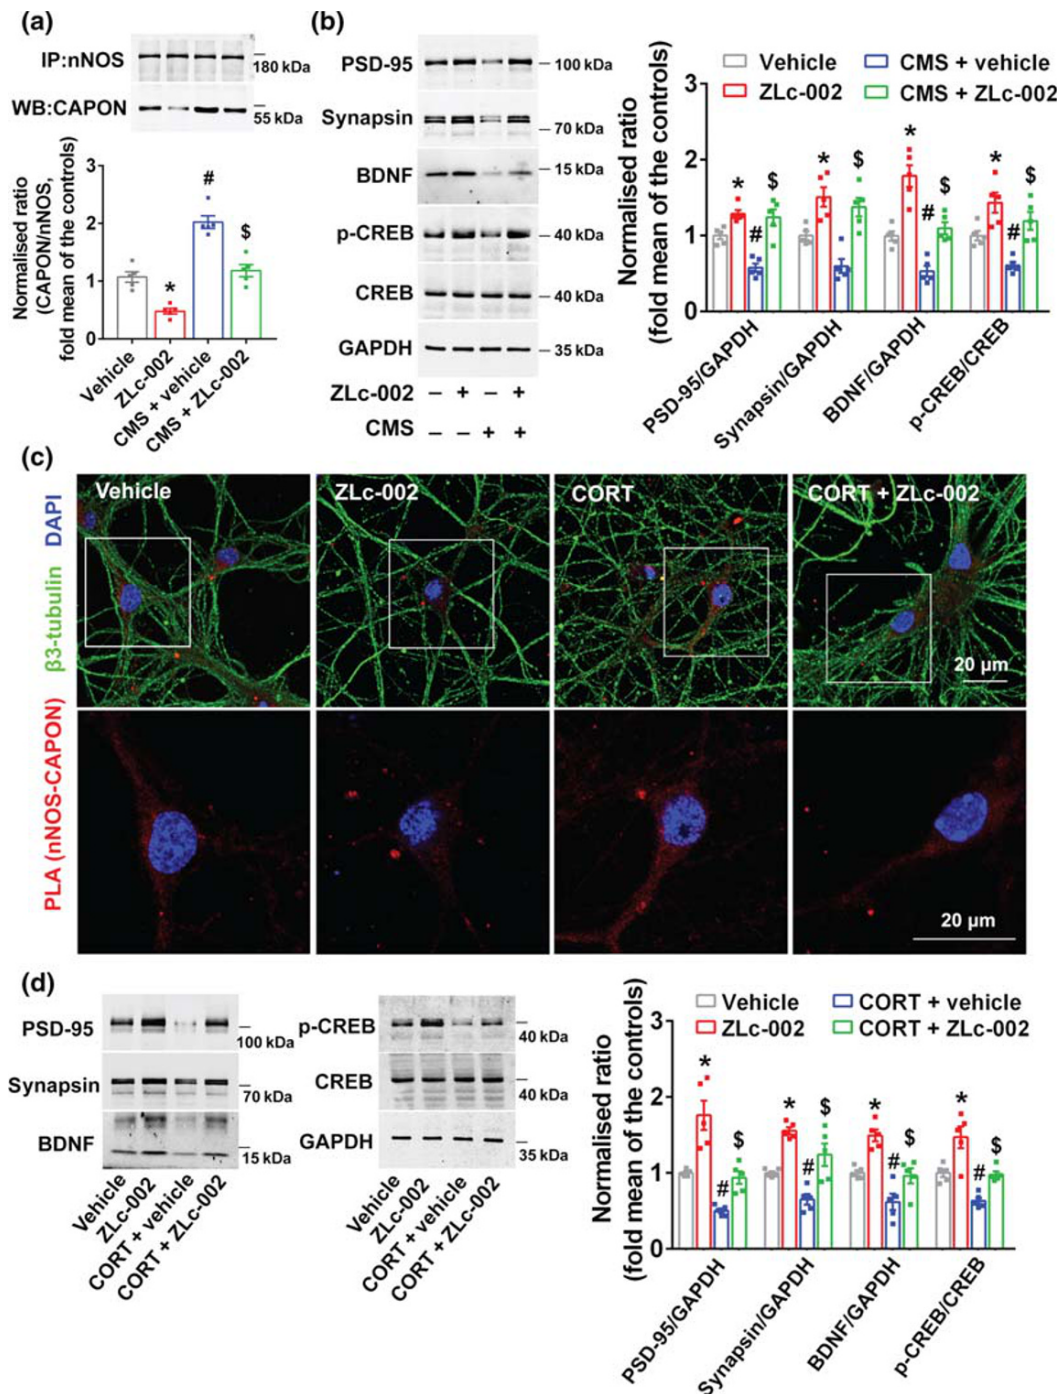 (a)
IP:nNOS
180 kDa
WB:CAPON
55 kDa
Normalised ratio
(CAPON/nNOS,
fold mean of the controls)
3
2
1
0
#
$
*
Vehicle
ZLc-002
CMS + vehicle
CMS + ZLc-002
(b)
PSD-95
100 kDa
Synapsin
70 kDa
BDNF
15 kDa
p-CREB
40 kDa
CREB
40 kDa
GAPDH
35 kDa
ZLc-002 – + – +
CMS – – + +
Vehicle
CMS + vehicle
ZLc-002
CMS + ZLc-002
Normalised ratio
(fold mean of the controls)
3
2
1
0
* # $
* $
* # $
* # $
PSD-95/GAPDH
Synapsin/GAPDH
BDNF/GAPDH
p-CREB/CREB
(c)
PLA (nNOS-CAPON) β3-tubulin DAPI
Vehicle
ZLc-002
CORT
CORT + ZLc-002
20 μm
20 μm
(d)
PSD-95
100 kDa
Synapsin
70 kDa
BDNF
15 kDa
Vehicle
ZLc-002
CORT + vehicle
CORT + ZLc-002
p-CREB
40 kDa
CREB
40 kDa
GAPDH
35 kDa
Vehicle
ZLc-002
CORT + vehicle
CORT + ZLc-002
Vehicle
CORT + vehicle
ZLc-002
CORT + ZLc-002
Normalised ratio
(fold mean of the controls)
3
2
1
0
* # $
* # $
* # $
* # $
PSD-95/GAPDH
Synapsin/GAPDH
BDNF/GAPDH
p-CREB/CREB